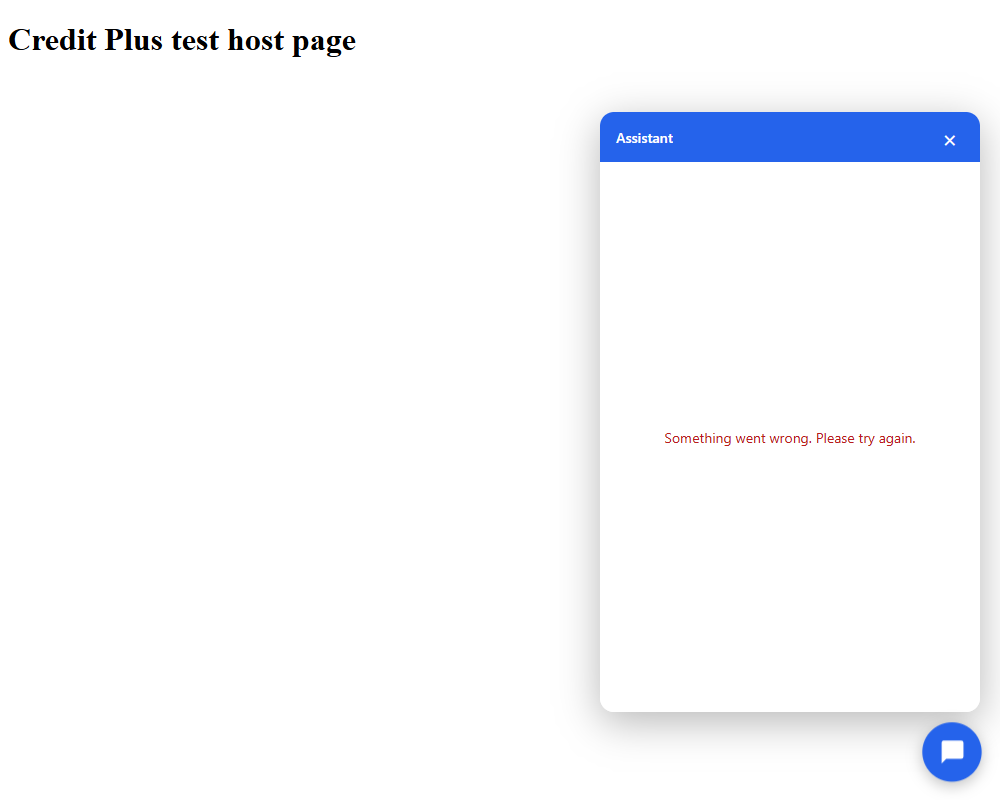 Credit Plus test host page
Assistant
Something went wrong. Please try again.